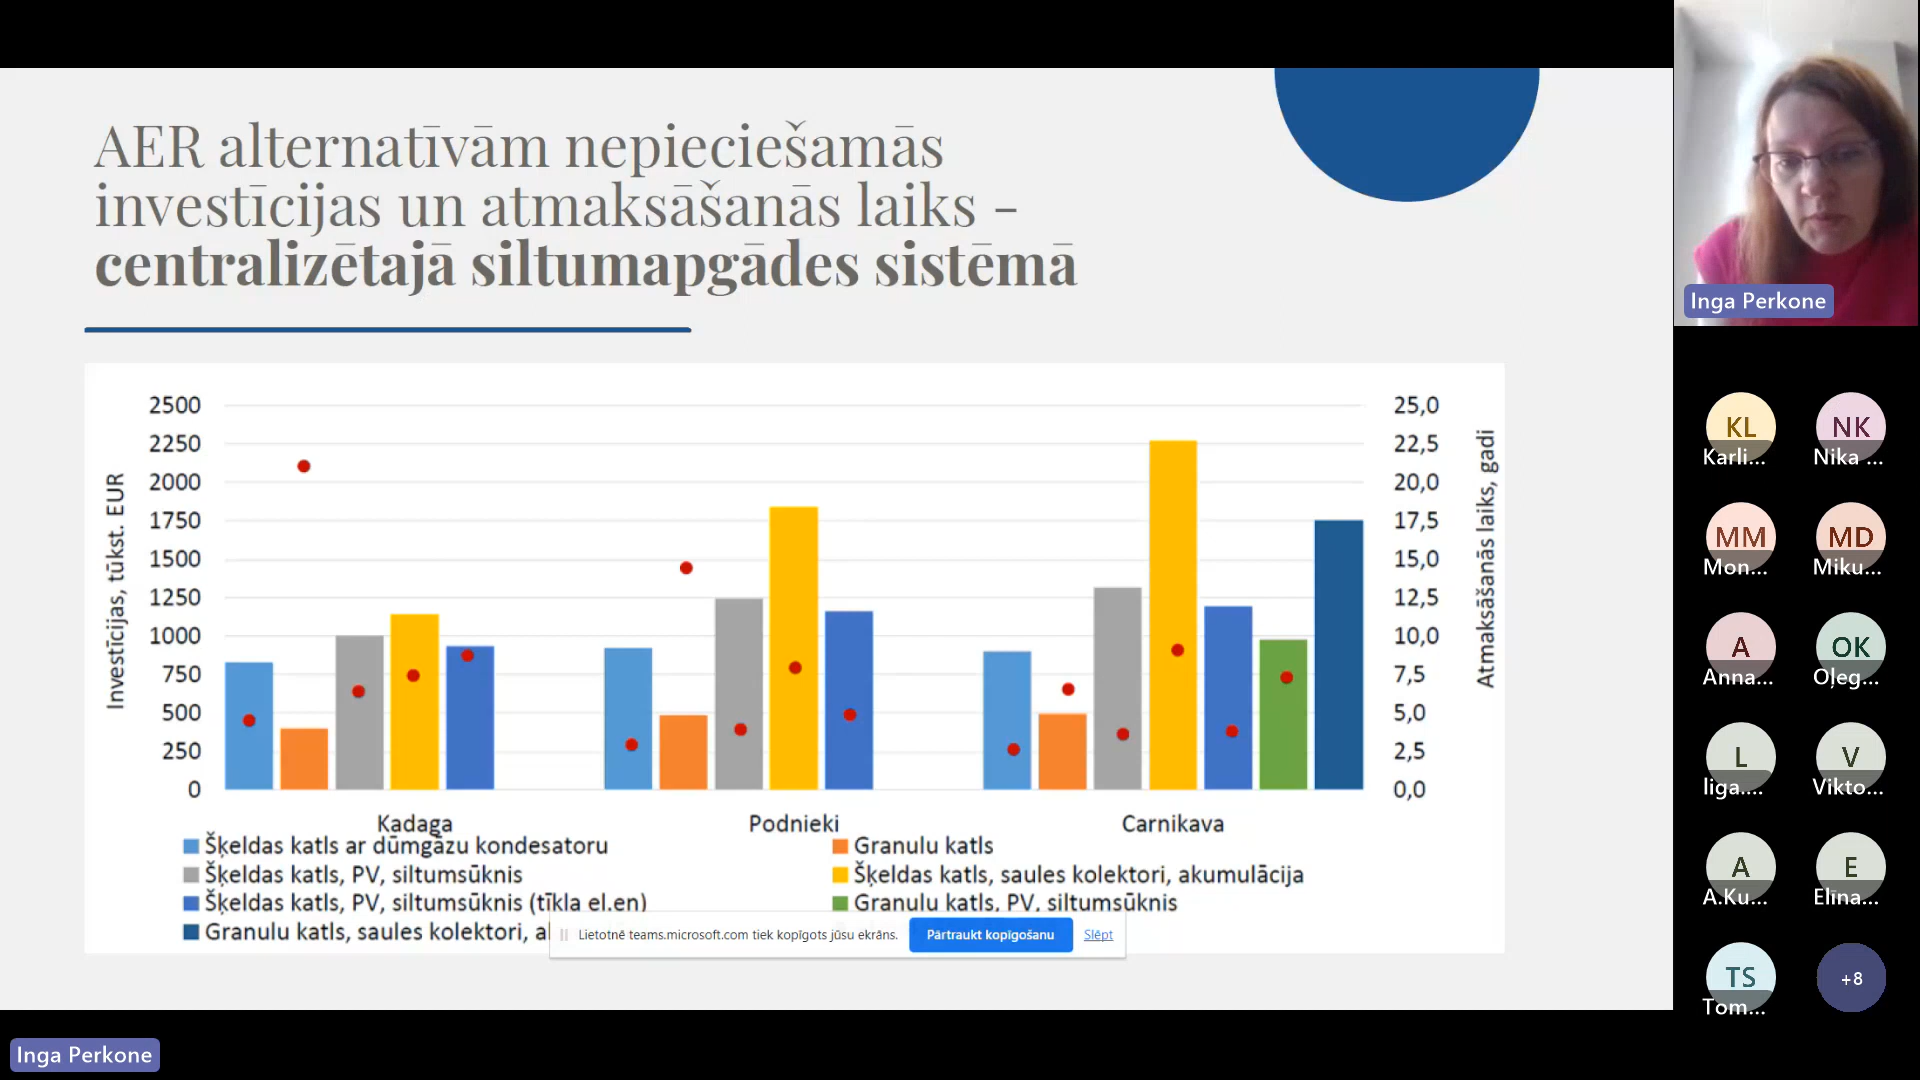 AER alternatīvām nepieciešamās
investīcijas un atmaksāšanās laiks -
centralizētajā siltumapgādes sistēmā
Investīcijas, tūkst. EUR
2500
2250
2000
1750
1500
1250
1000
750
500
250
0
25,0
22,5
20,0
17,5
15,0
12,5
10,0
7,5
5,0
2,5
0,0
Atmaksāšanās laiks, gadi
Kadaga
Podnieki
Carnikava
Šķeldas katls ar dūmgāzu kondesatoru
Granulu katls
Šķeldas katls, PV, siltumsūknis
Šķeldas katls, saules kolektori, akumulācija
Šķeldas katls, PV, siltumsūknis (tīkla el.en)
Granulu katls, PV, siltumsūknis
Granulu katls, saules kolektori,
Lietotnē teams.microsoft.com tiek kopīgots jūsu ekrāns.
Pārtraukt kopīgošanu
Slēpt
Inga Perkone
KL
Karli...
NK
Nika ...
MM
Mon...
MD
Miku...
A
Anna...
OK
Oļeg...
L
liga....
V
Vikto...
A
A.Ku...
E
Elīna...
TS
Tom...
+8
Inga Perkone